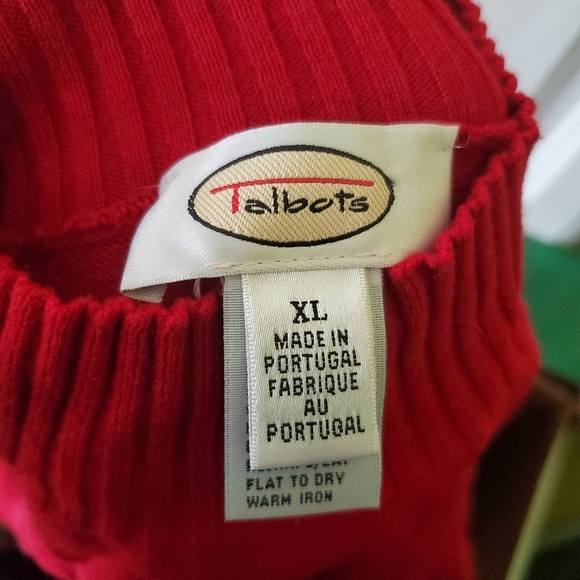 Talbots
XL
MADE IN
PORTUGAL
FABRIQUE
AU
PORTUGAL
FLAT TO DRY
WARM IRON